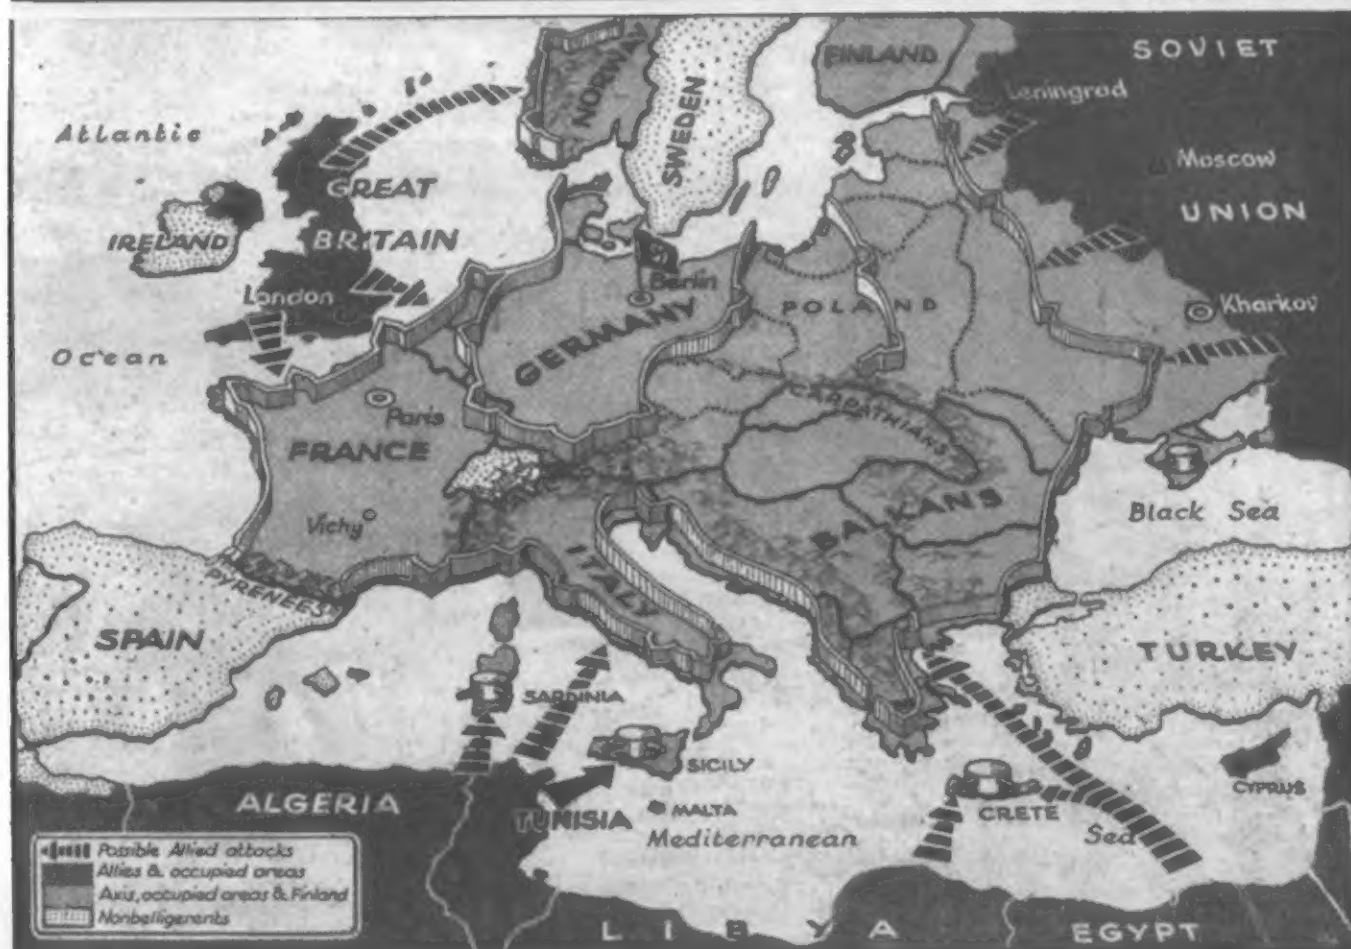 SOVIET
FINLAND
NORWAY
SWEDEN
Leningrad
Atlantic
Moscow
GREAT
UNION
IRELAND
BRITAIN
Berlin
London
POLAND
Kharkov
GERMANY
Ocean
CARPATHIANS
Paris
FRANCE
BALKANS
Black Sea
Vichy
ITALY
PYRENEES
SPAIN
TURKEY
SARDINIA
SICILY
CYPRUS
ALGERIA
TUNISIA
MALTA
CRETE
Mediterranean
Sea
Possible Allied attacks
Allies & occupied areas
Axis, occupied areas & Finland
Nonbelligerents
LIBYA
EGYPT